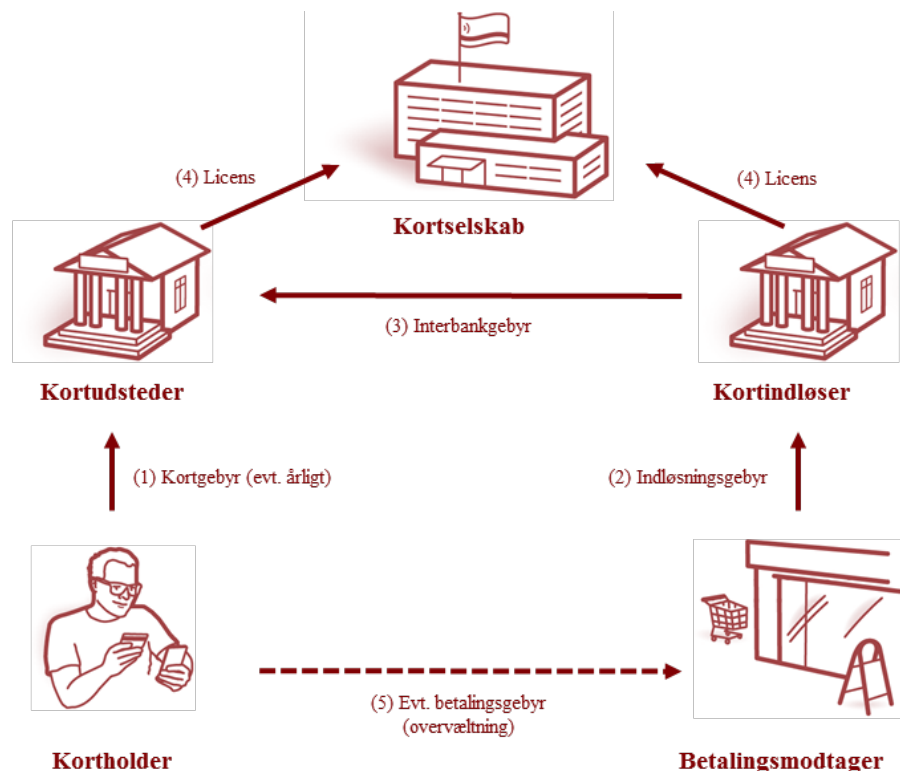 (4) Licens
(4) Licens
Kortselskab
(3) Interbankgebyr
Kortudsteder
Kortindløser
(1) Kortgebyr (evt. årligt)
(2) Indløsningsgebyr
(5) Evt. betalingsgebyr
(overvæltning)
Kortholder
Betalingsmodtager